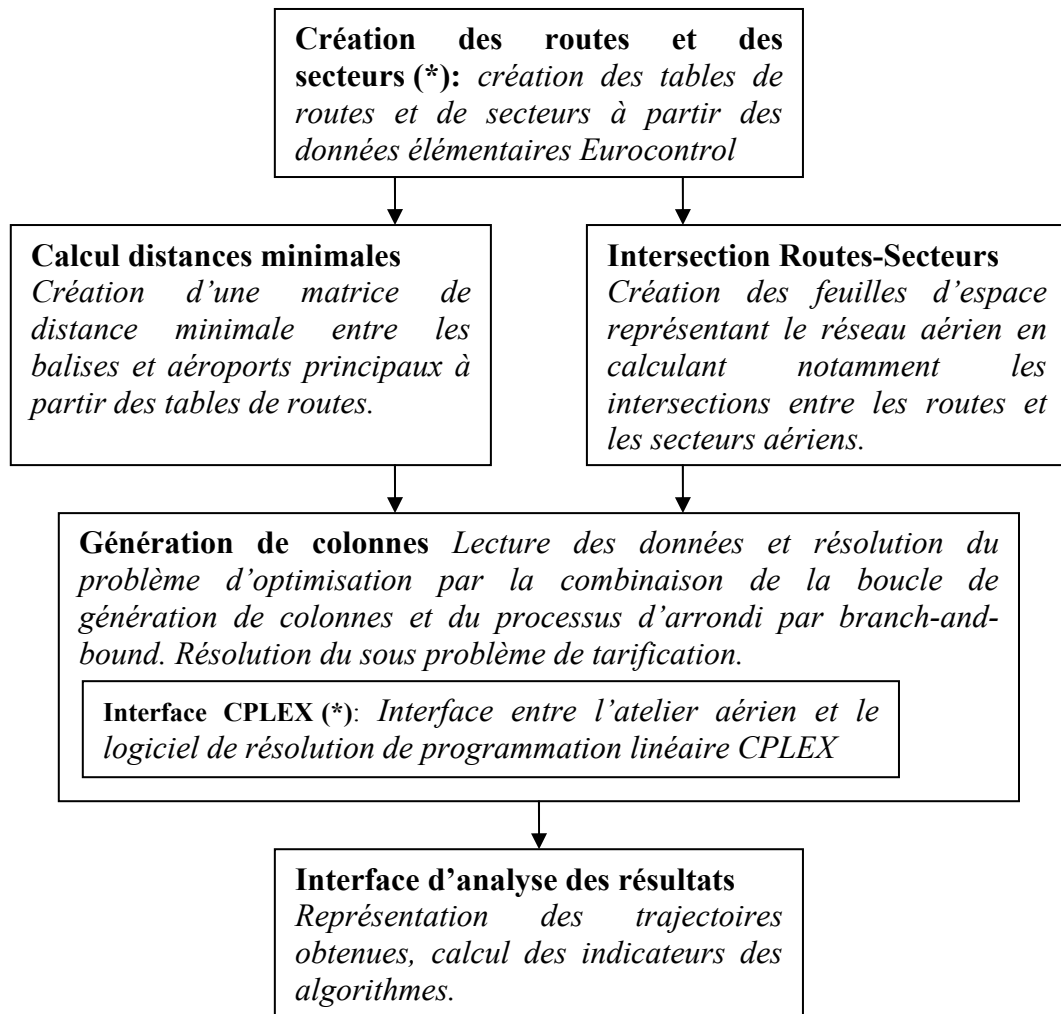 Création des routes et des
secteurs (*): création des tables de
routes et de secteurs à partir des
données élémentaires Eurocontrol
Calcul distances minimales
Création d’une matrice de
distance minimale entre les
balises et aéroports principaux à
partir des tables de routes.
Intersection Routes-Secteurs
Création des feuilles d’espace
représentant le réseau aérien en
calculant notamment les
intersections entre les routes et
les secteurs aériens.
Génération de colonnes Lecture des données et résolution du
problème d’optimisation par la combinaison de la boucle de
génération de colonnes et du processus d’arrondi par branch-and-
bound. Résolution du sous problème de tarification.
Interface CPLEX (*): Interface entre l’atelier aérien et le
logiciel de résolution de programmation linéaire CPLEX
Interface d’analyse des résultats
Représentation des trajectoires
obtenues, calcul des indicateurs des
algorithmes.